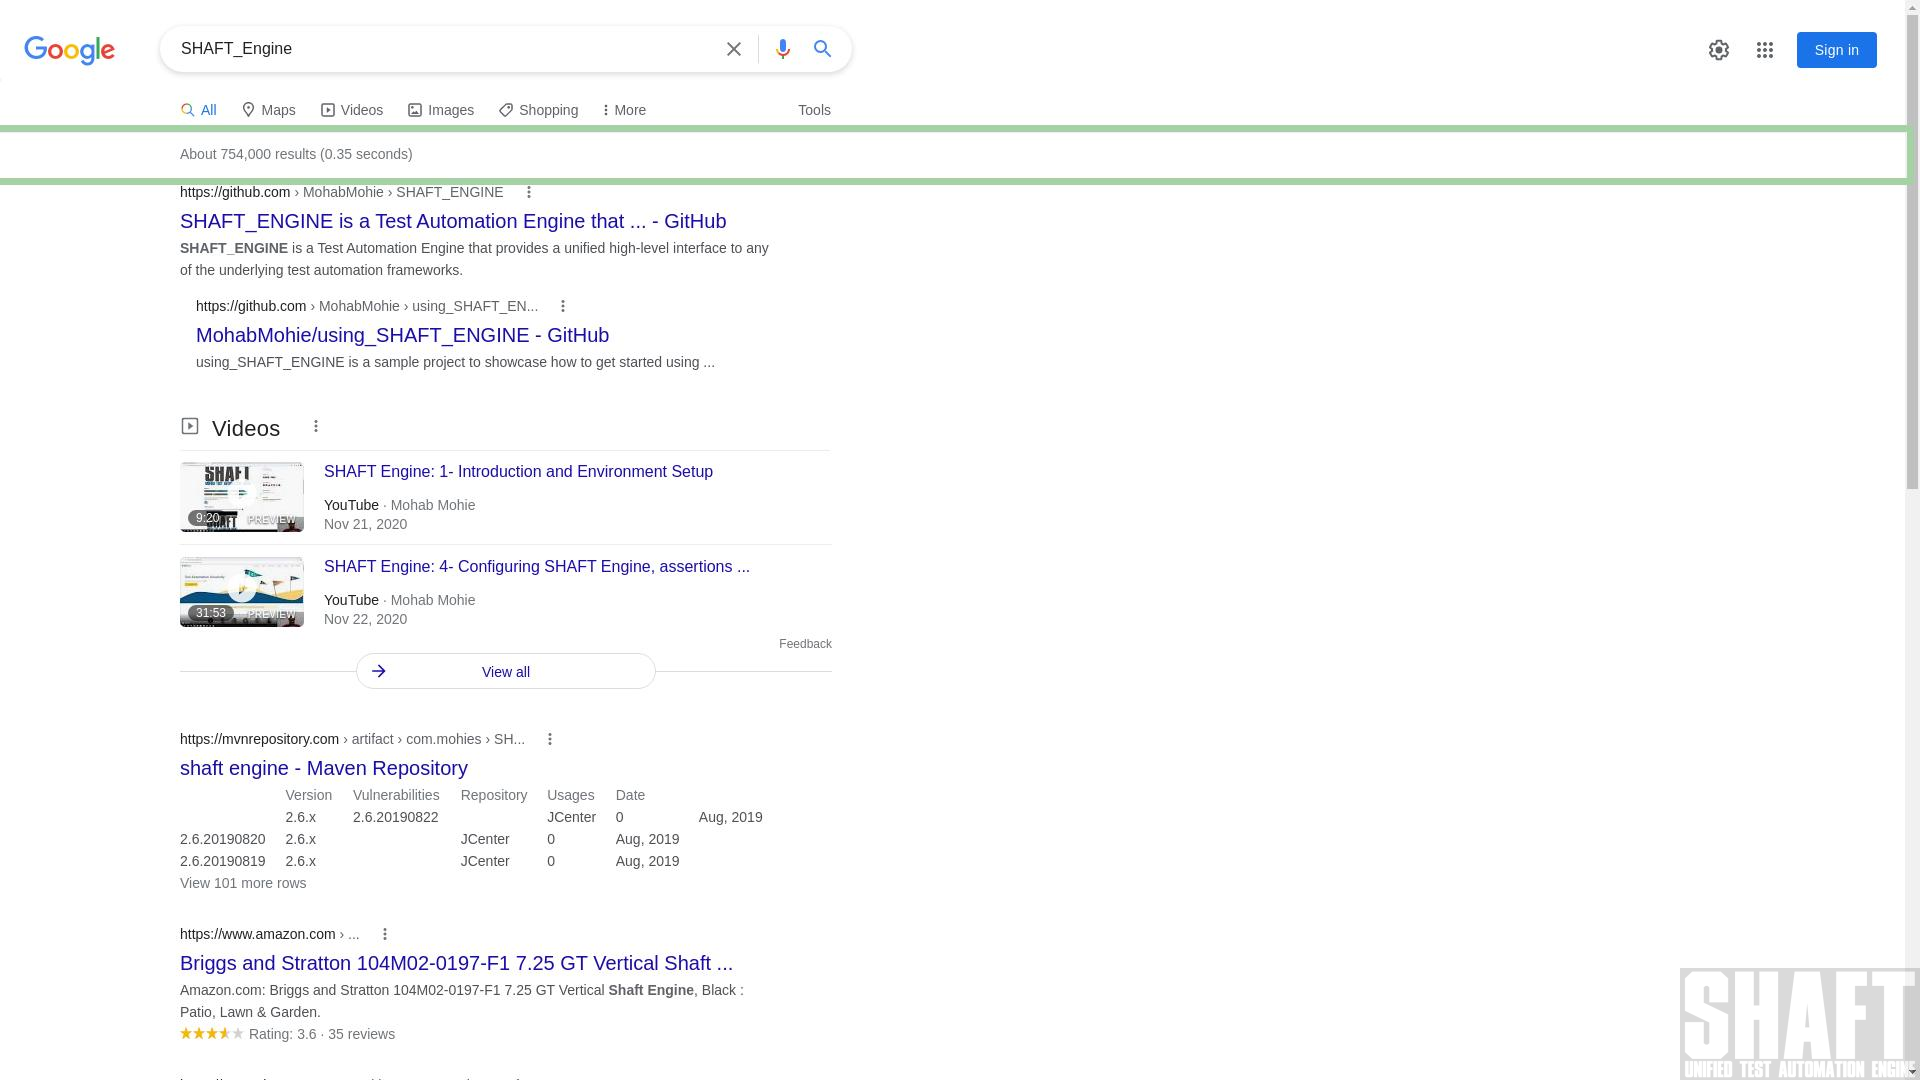 Google
SHAFT_Engine
Sign in
All
Maps
Videos
Images
Shopping
More
Tools
About 754,000 results (0.35 seconds)
https://github.com › MohabMohie › SHAFT_ENGINE
SHAFT_ENGINE is a Test Automation Engine that ... - GitHub
SHAFT_ENGINE is a Test Automation Engine that provides a unified high-level interface to any
of the underlying test automation frameworks.
https://github.com › MohabMohie › using_SHAFT_EN...
MohabMohie/using_SHAFT_ENGINE - GitHub
using_SHAFT_ENGINE is a sample project to showcase how to get started using ...
Videos
SHAFT
9:20
PREVIEW
SHAFT Engine: 1- Introduction and Environment Setup
YouTube · Mohab Mohie
Nov 21, 2020
31:53
PREVIEW
SHAFT Engine: 4- Configuring SHAFT Engine, assertions ...
YouTube · Mohab Mohie
Nov 22, 2020
Feedback
View all
https://mvnrepository.com › artifact › com.mohies › SH...
shaft engine - Maven Repository
Version Vulnerabilities Repository Usages Date
2.6.x 2.6.20190822 JCenter 0 Aug, 2019
2.6.20190820 2.6.x JCenter 0 Aug, 2019
2.6.20190819 2.6.x JCenter 0 Aug, 2019
View 101 more rows
https://www.amazon.com › ...
Briggs and Stratton 104M02-0197-F1 7.25 GT Vertical Shaft ...
Amazon.com: Briggs and Stratton 104M02-0197-F1 7.25 GT Vertical Shaft Engine, Black :
Patio, Lawn & Garden.
Rating: 3.6 · 35 reviews
SHAFT
UNIFIED TEST AUTOMATION ENGINE